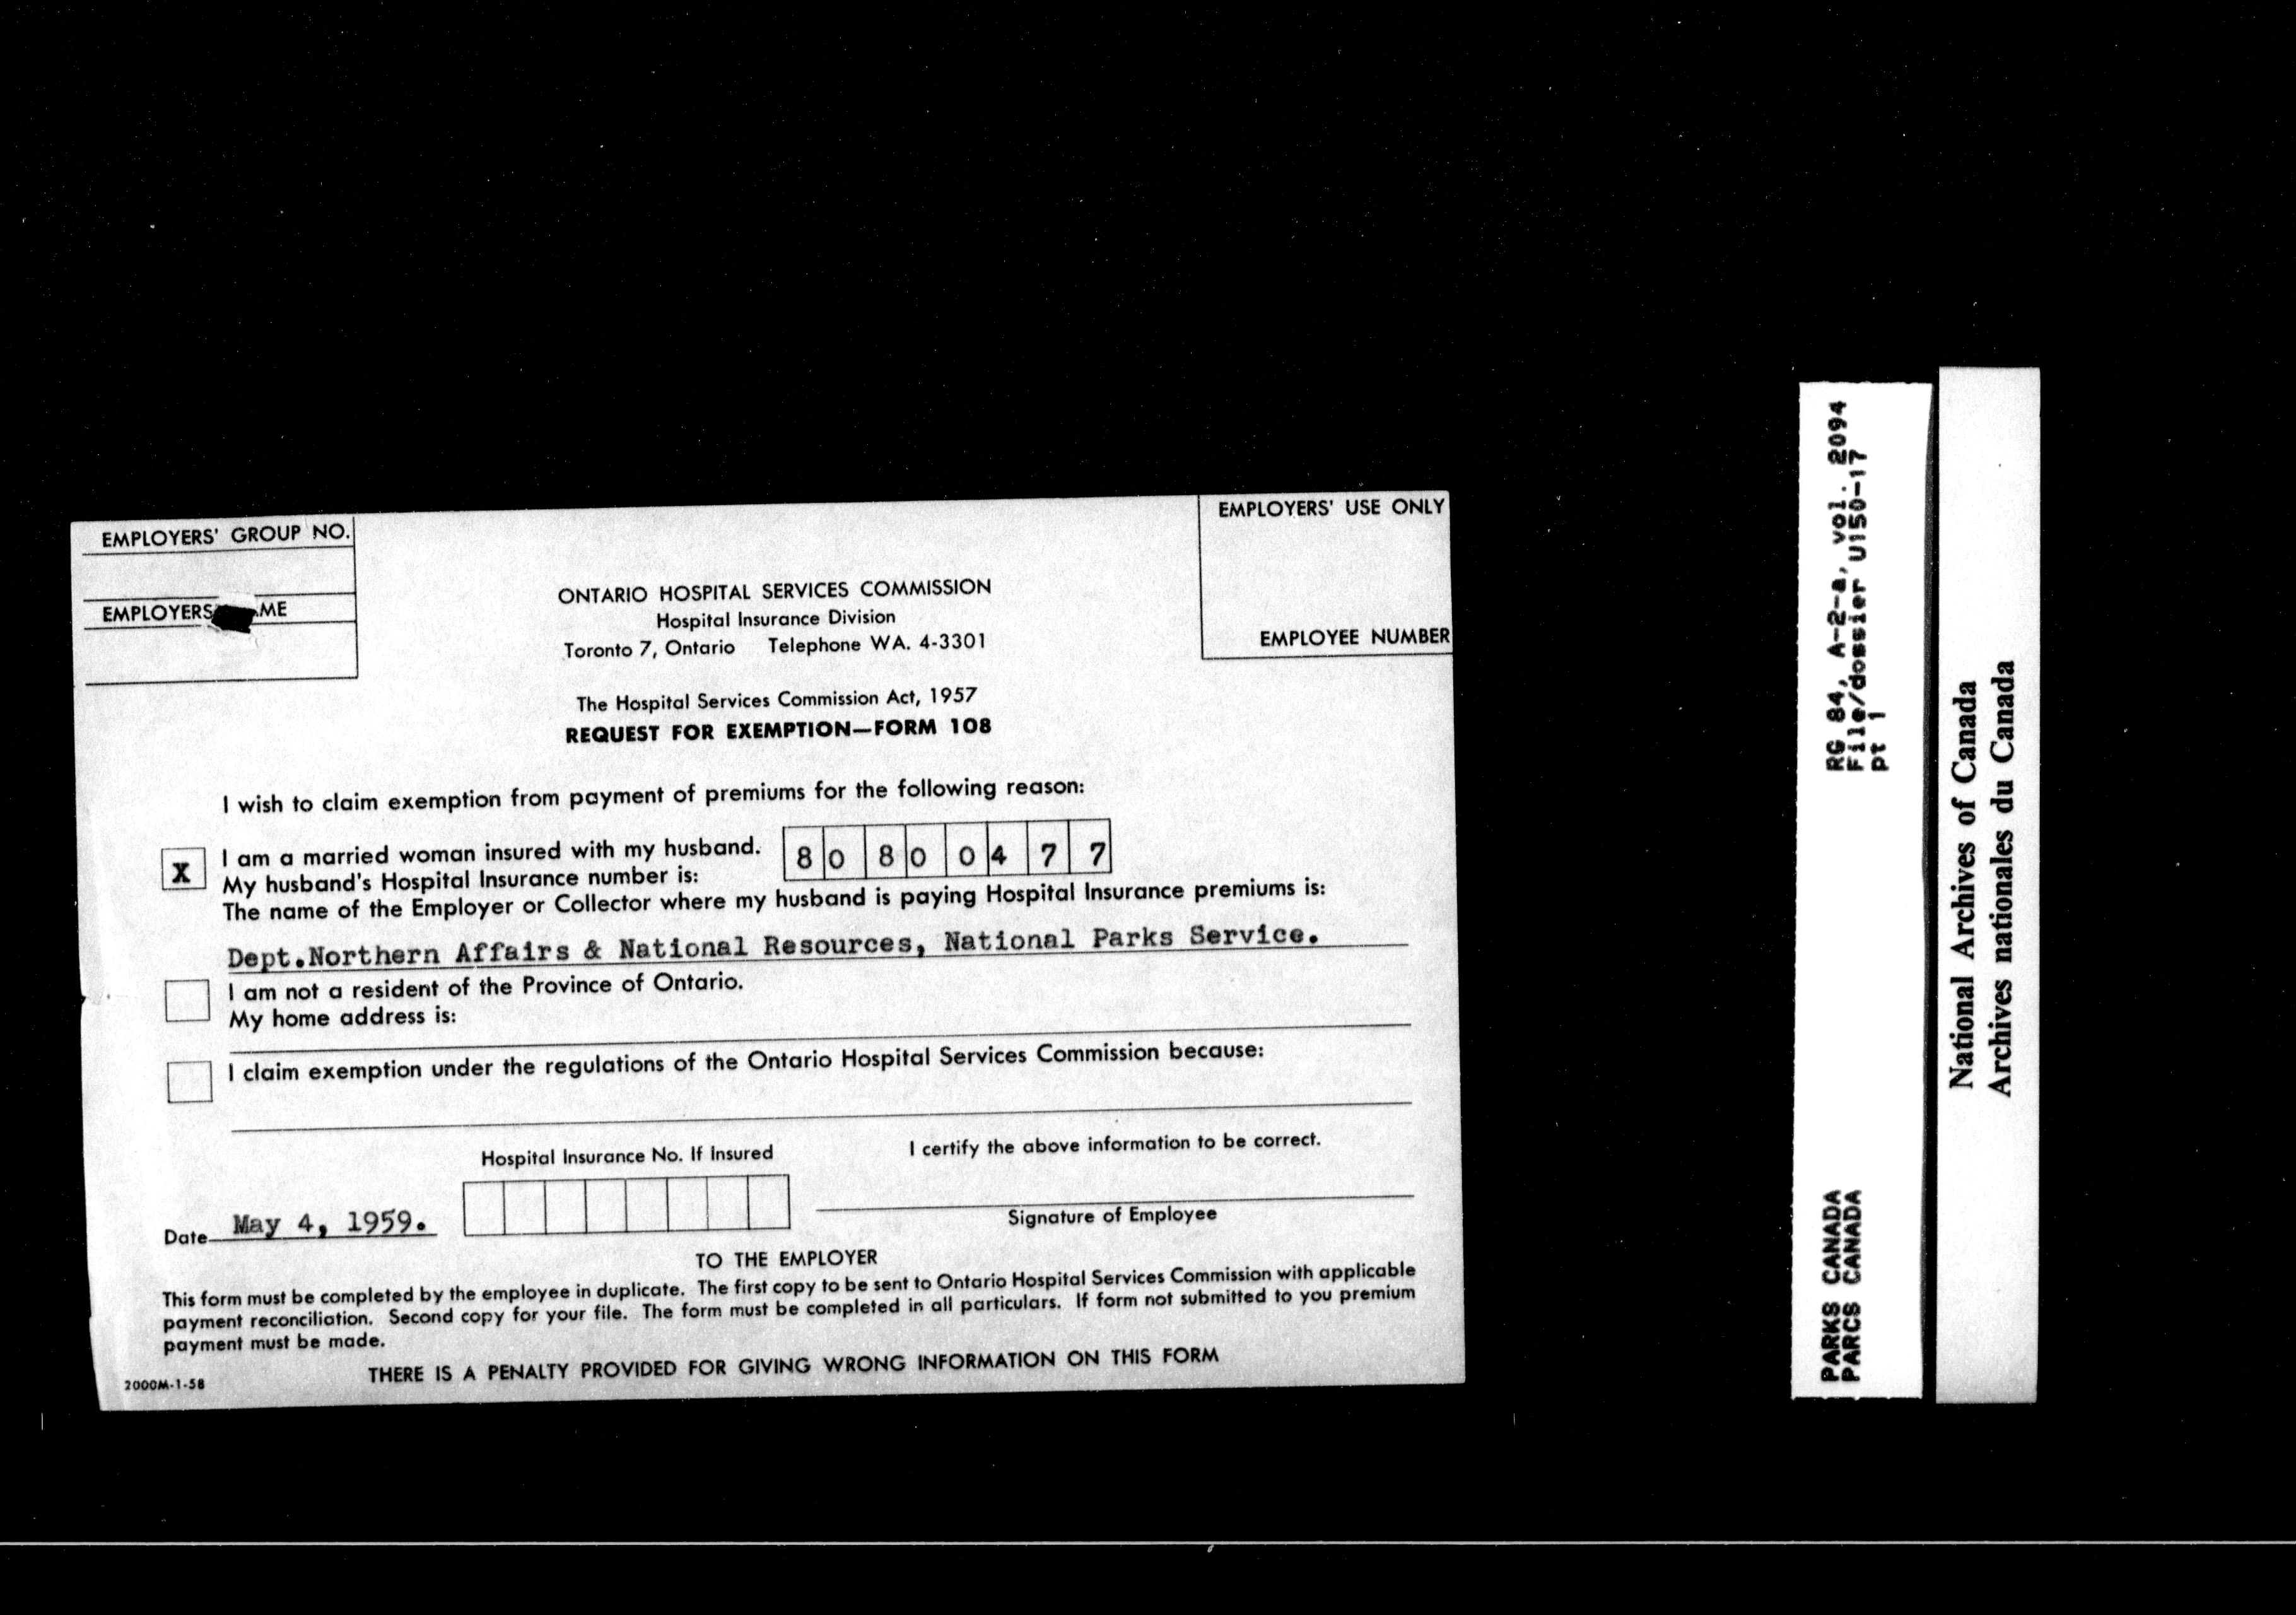 EMPLOYERS' GROUP NO.
EMPLOYERS AME
EMPLOYERS' USE ONLY
EMPLOYEE NUMBER
ONTARIO HOSPITAL SERVICES COMMISSION
Hospital Insurance Division
Toronto 7, Ontario Telephone WA. 4-3301
The Hospital Services Commission Act, 1957
REQUEST FOR EXEMPTION—FORM 108
I wish to claim exemption from payment of premiums for the following reason:
X I am a married woman insured with my husband. 8 0 8 0 0 4 7 7
My husband's Hospital Insurance number is:
The name of the Employer or Collector where my husband is paying Hospital Insurance premiums is:
Dept.Northern Affairs & National Resources, National Parks Service.
I am not a resident of the Province of Ontario.
My home address is:
I claim exemption under the regulations of the Ontario Hospital Services Commission because:
Hospital Insurance No. If Insured
I certify the above information to be correct.
Date May 4, 1959.
Signature of Employee
TO THE EMPLOYER
This form must be completed by the employee in duplicate. The first copy to be sent to Ontario Hospital Services Commission with applicable
payment reconciliation. Second copy for your file. The form must be completed in all particulars. If form not submitted to you premium
payment must be made.
THERE IS A PENALTY PROVIDED FOR GIVING WRONG INFORMATION ON THIS FORM
2000M-1-58
RG 84, A-2-a, vol. 2094
File/dossier U150-17
pt 1
PARKS CANADA
PARCS CANADA
National Archives of Canada
Archives nationales du Canada